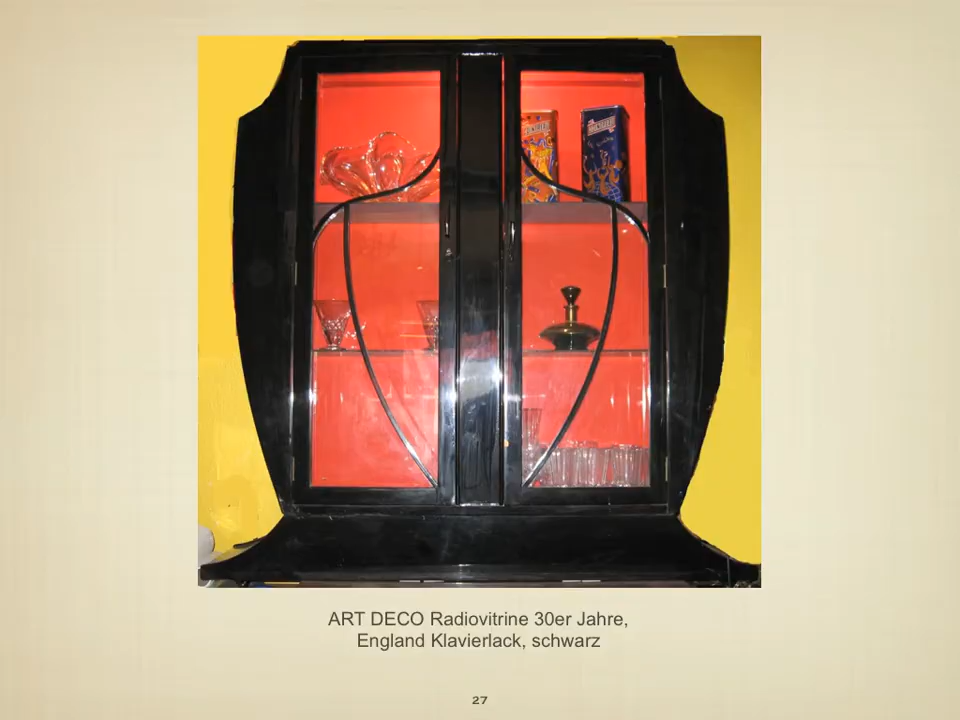 ART DECO Radiovitrine 30er Jahre,
England Klavierlack, schwarz
27